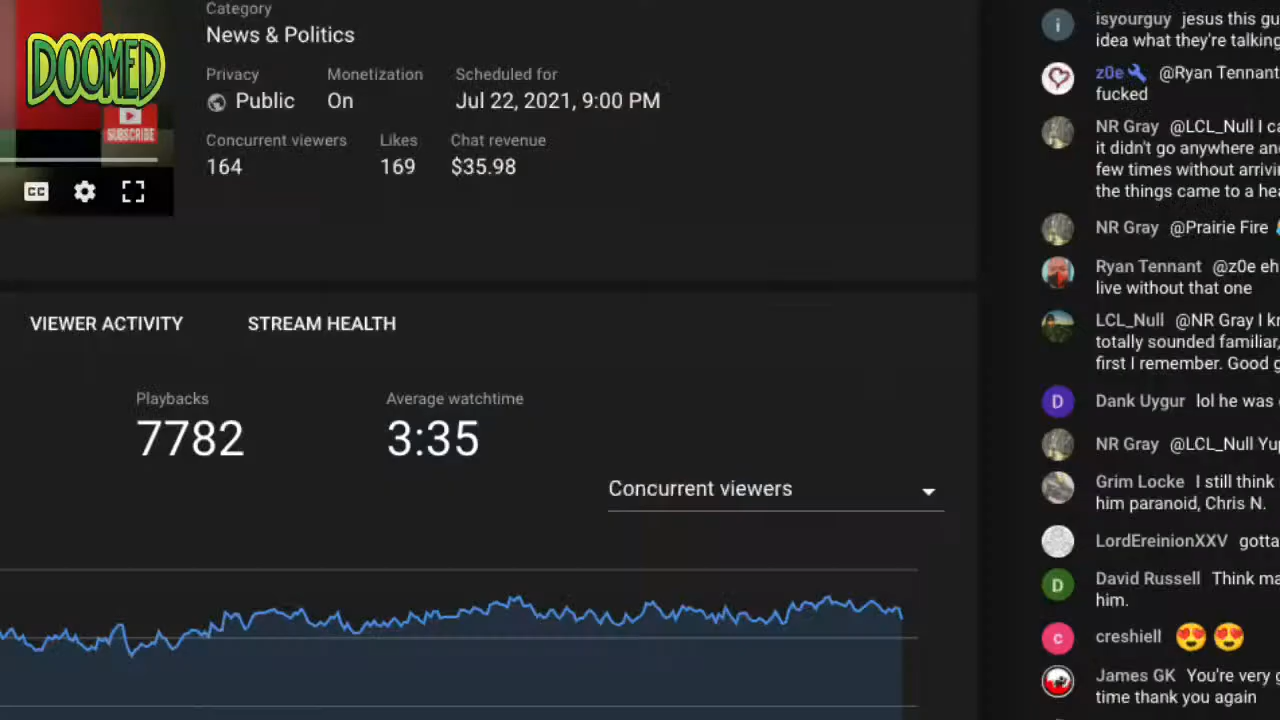 DOOMED
SUBSCRIBE
CC
Category
News & Politics
Privacy
Monetization
Scheduled for
Public
On
Jul 22, 2021, 9:00 PM
Concurrent viewers
Likes
Chat revenue
164
169
$35.98
VIEWER ACTIVITY
STREAM HEALTH
Playbacks
Average watchtime
7782
3:35
Concurrent viewers
i
isyourguy jesus this gu
idea what they're talking
z0e @Ryan Tennant
fucked
NR Gray @LCL_Null I ca
it didn't go anywhere an
few times without arrivi
the things came to a hea
NR Gray @Prairie Fire
Ryan Tennant @z0e eh
live without that one
LCL_Null @NR Gray I k
totally sounded familiar,
first I remember. Good g
D
Dank Uygur lol he was
NR Gray @LCL_Null Yup
Grim Locke I still think
him paranoid, Chris N.
LordEreinionXXV gotta
D
David Russell Think ma
him.
c
creshiell 😍 😍
James GK You're very g
time thank you again